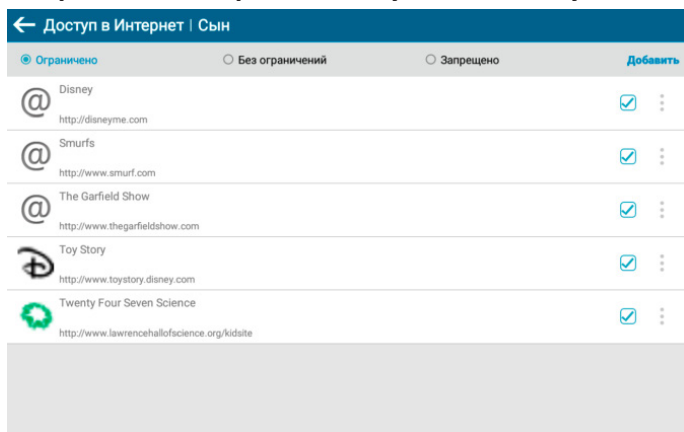 Доступ в Интернет | Сын
Ограничено Без ограничений Запрещено Добавить
Disney
http://disneyme.com
Smurfs
http://www.smurf.com
The Garfield Show
http://www.thegarfieldshow.com
Toy Story
http://www.toystory.disney.com
Twenty Four Seven Science
http://www.lawrencehallofscience.org/kidsite